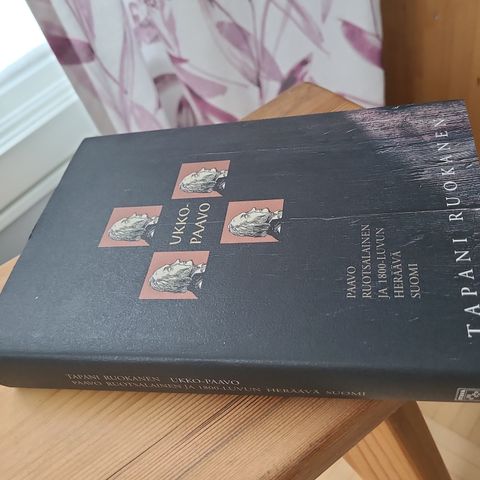 UKKO-
PAAVO
PAAVO
RUOTSALAINEN
JA 1800-LUVUN
HERÄÄVÄ
SUOMI
TAPANI RUOKANEN
TAPANI RUOKANEN UKKO-PAAVO
PAAVO RUOTSALAINEN JA 1800-LUVUN HERÄÄVÄ SUOMI